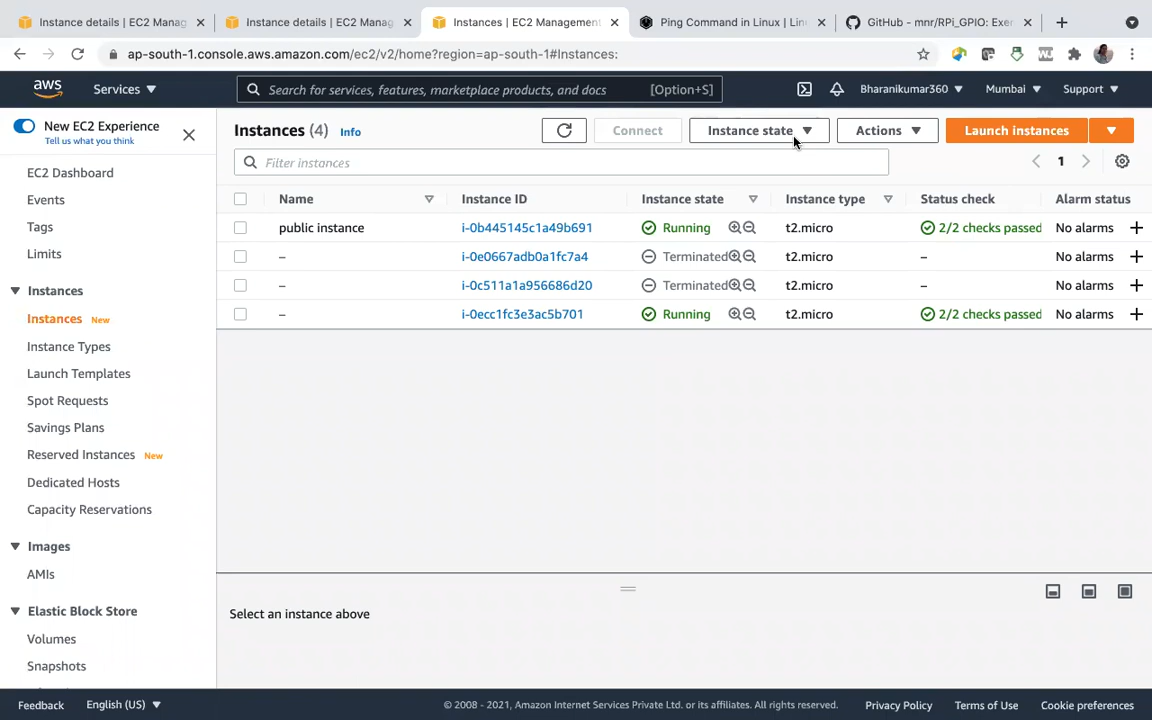 Instance details | EC2 Manag
Instance details | EC2 Manag
Instances | EC2 Management
Ping Command in Linux | Lin
GitHub - mnr/RPi_GPIO: Exer
ap-south-1.console.aws.amazon.com/ec2/v2/home?region=ap-south-1#Instances:
aws
Services
Search for services, features, marketplace products, and docs
[Option+S]
Bharanikumar360
Mumbai
Support
New EC2 Experience
Tell us what you think
EC2 Dashboard
Events
Tags
Limits
Instances
Instances New
Instance Types
Launch Templates
Spot Requests
Savings Plans
Reserved Instances New
Dedicated Hosts
Capacity Reservations
Images
AMIs
Elastic Block Store
Volumes
Snapshots
Instances (4) Info
Connect
Instance state
Actions
Launch instances
Filter instances
1
Name Instance ID Instance state Instance type Status check Alarm status
public instance i-0b445145c1a49b691 Running t2.micro 2/2 checks passed No alarms
– i-0e0667adb0a1fc7a4 Terminated t2.micro – No alarms
– i-0c511a1a956686d20 Terminated t2.micro – No alarms
– i-0ecc1fc3e3ac5b701 Running t2.micro 2/2 checks passed No alarms
Select an instance above
Feedback
English (US)
© 2008 - 2021, Amazon Internet Services Private Ltd. or its affiliates. All rights reserved.
Privacy Policy
Terms of Use
Cookie preferences